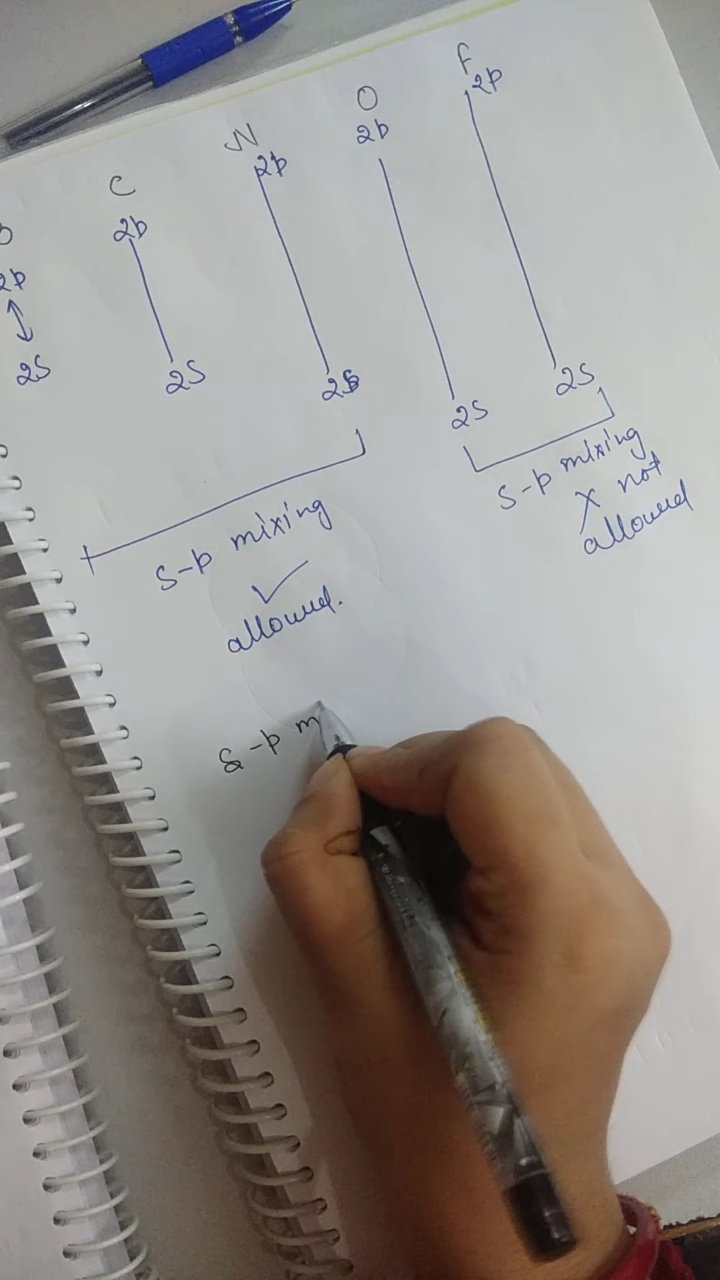 C N O F
2p 2p 2p 2p 2p
2S 2S 2S 2S 2S
s-p mixing
allowed.
s-p mixing
x not
allowed
s-p m